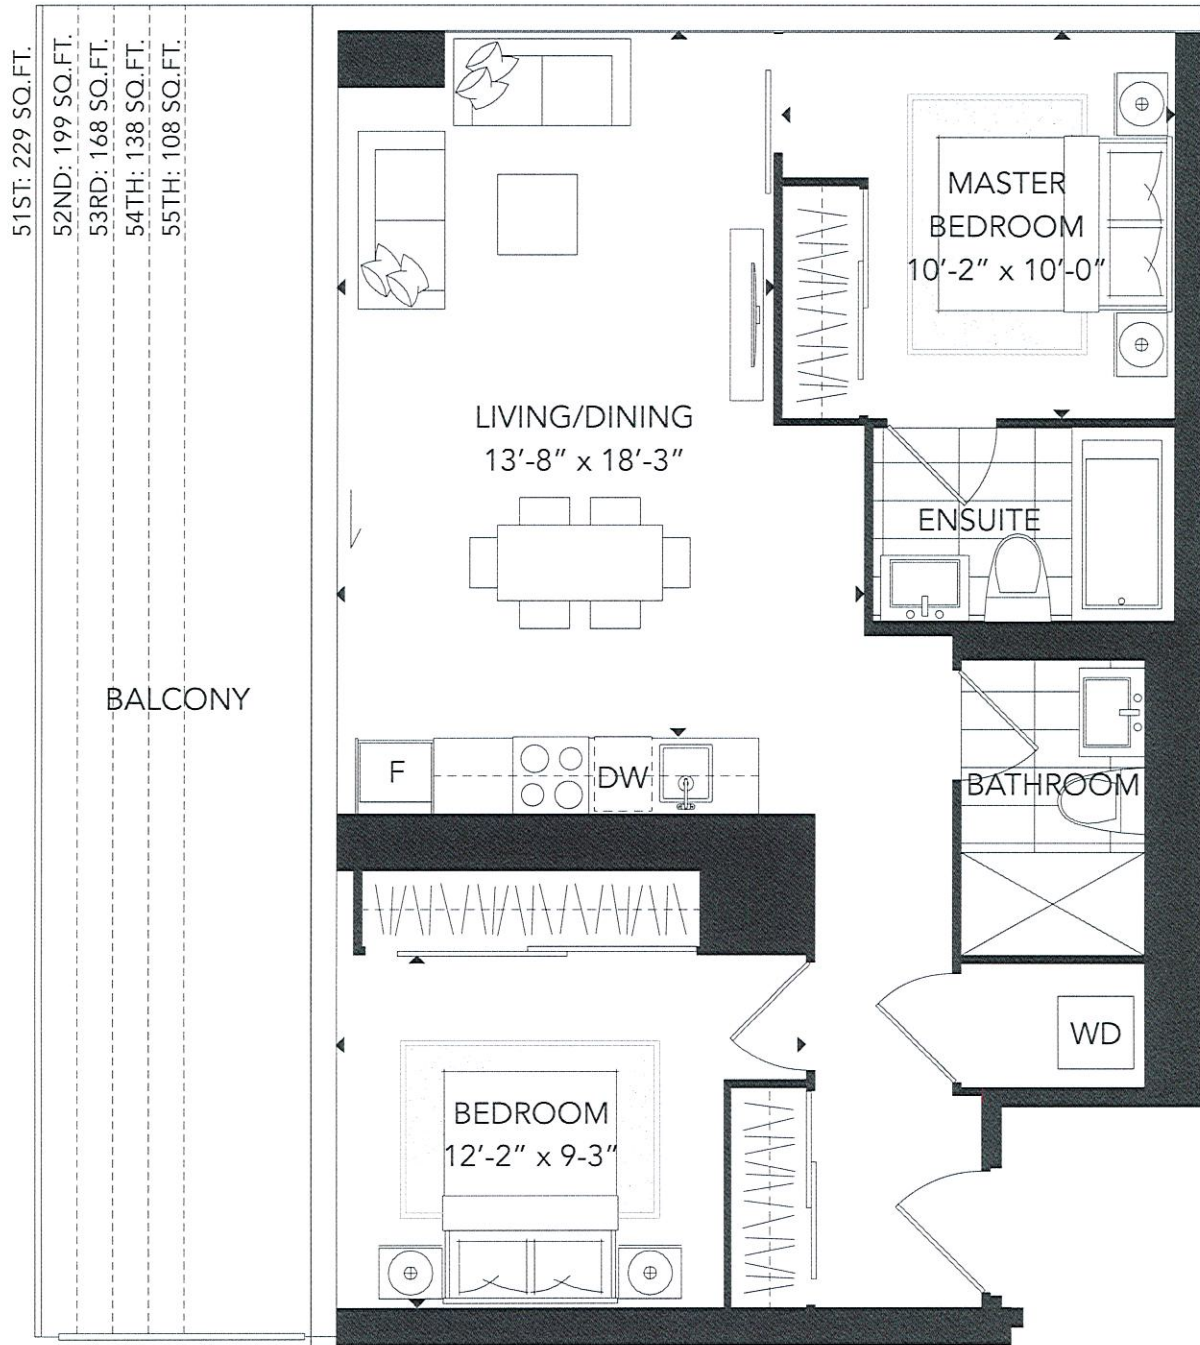 51ST: 229 SQ.FT.
52ND: 199 SQ.FT.
53RD: 168 SQ.FT.
54TH: 138 SQ.FT.
55TH: 108 SQ.FT.
MASTER
BEDROOM
10'-2" x 10'-0"
LIVING/DINING
13'-8" x 18'-3"
ENSUITE
BALCONY
F
DW
BATHROOM
WD
BEDROOM
12'-2" x 9-3"